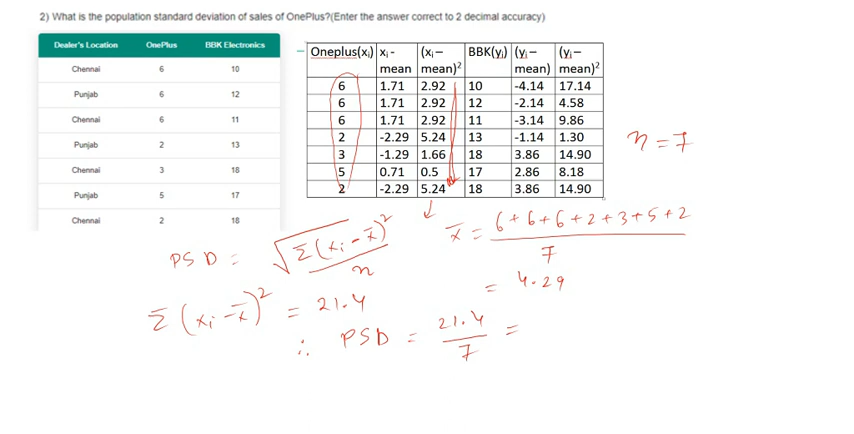 2) What is the population standard deviation of sales of OnePlus?(Enter the answer correct to 2 decimal accuracy)
Dealer's Location OnePlus BBK Electronics
Chennai 6 10
Punjab 6 12
Chennai 6 11
Punjab 2 13
Chennai 3 18
Punjab 5 17
Chennai 2 18
Oneplus(xᵢ) xᵢ - mean (xᵢ – mean)² BBK(yᵢ) (yᵢ – mean) (yᵢ – mean)²
6 1.71 2.92 10 -4.14 17.14
6 1.71 2.92 12 -2.14 4.58
6 1.71 2.92 11 -3.14 9.86
2 -2.29 5.24 13 -1.14 1.30
3 -1.29 1.66 18 3.86 14.90
5 0.71 0.5 17 2.86 8.18
2 -2.29 5.24 18 3.86 14.90
n = 7
PSD = √(Σ(xᵢ - x̄)² / n)
x̄ = (6+6+6+2+3+5+2) / 7
= 4.29
Σ(xᵢ - x̄)² = 21.4
∴ PSD = 21.4 / 7 =